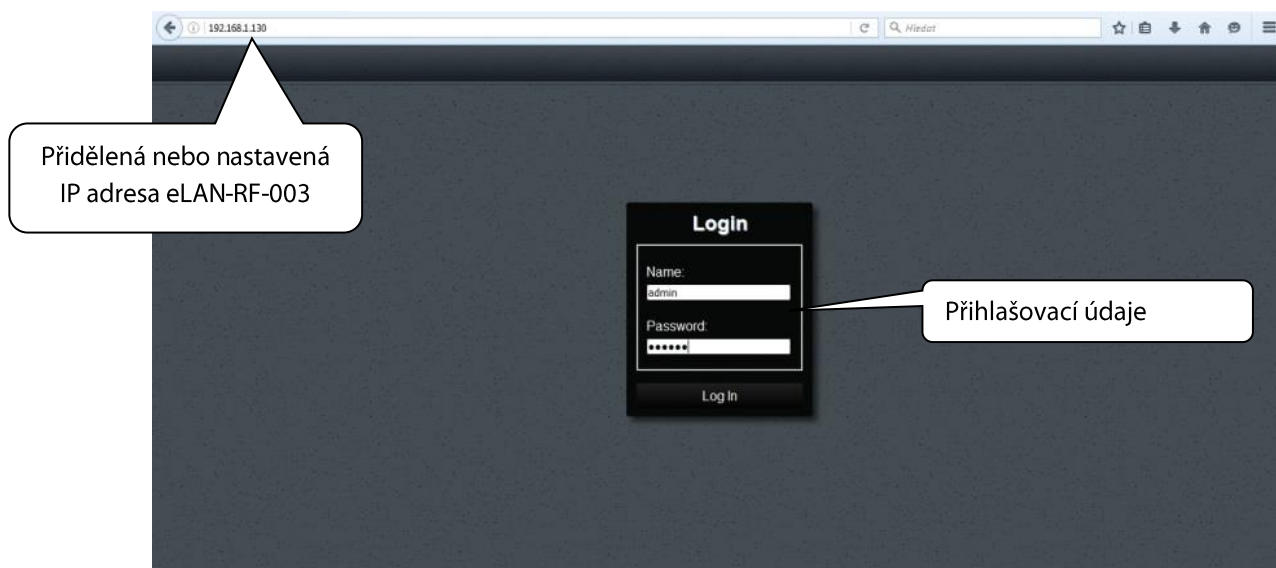 192.168.1.130
Hledat
Přidělená nebo nastavená
IP adresa eLAN-RF-003
Login
Name:
admin
Přihlašovací údaje
Password:
••••••
Log In